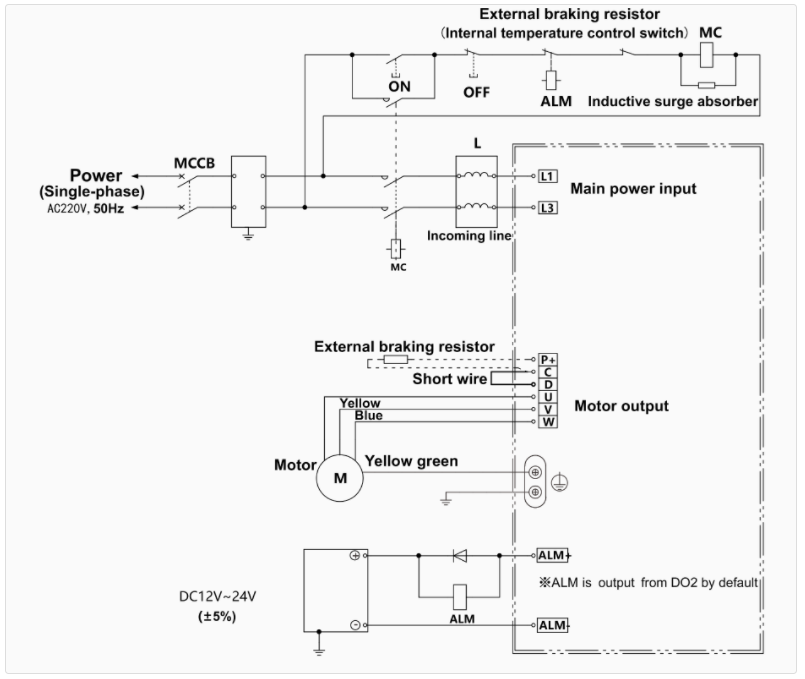 External braking resistor
(Internal temperature control switch) MC
ON
OFF
ALM
Inductive surge absorber
MCCB
L
Power
(Single-phase)
AC220V, 50Hz
L1
Main power input
L3
Incoming line
MC
External braking resistor
P+
C
Short wire
D
U
Yellow
V
Motor output
Blue
W
Motor
M
Yellow green
ALM+
DC12V~24V
(±5%)
※ALM is output from DO2 by default
ALM
ALM-